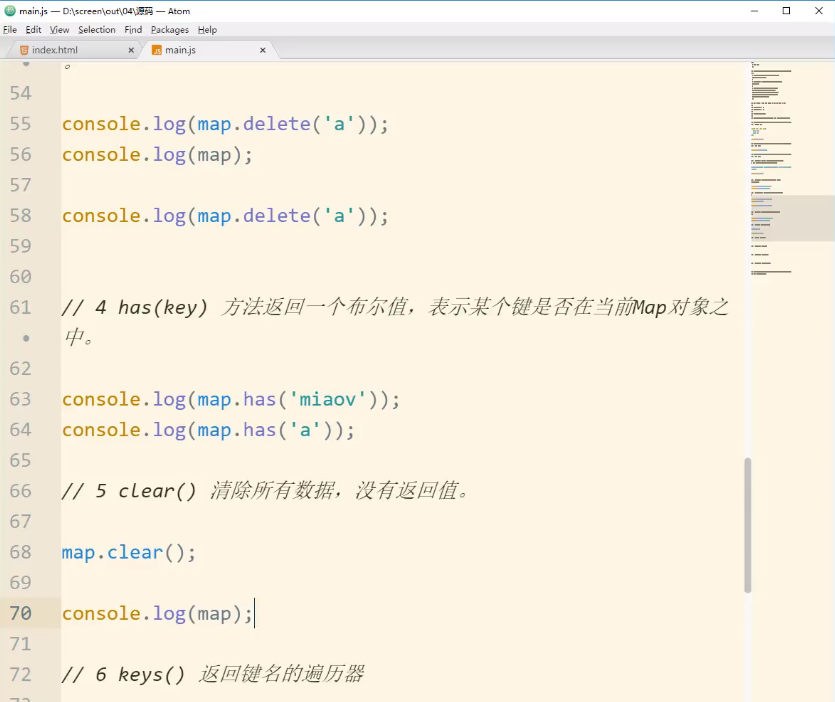 main.js — D:\screen\out\04\源码 — Atom
File Edit View Selection Find Packages Help
index.html
main.js
。
54
55 console.log(map.delete('a'));
56 console.log(map);
57
58 console.log(map.delete('a'));
59
60
61 // 4 has(key) 方法返回一个布尔值，表示某个键是否在当前Map对象之
中。
62
63 console.log(map.has('miaov'));
64 console.log(map.has('a'));
65
66 // 5 clear() 清除所有数据，没有返回值。
67
68 map.clear();
69
70 console.log(map);
71
72 // 6 keys() 返回键名的遍历器